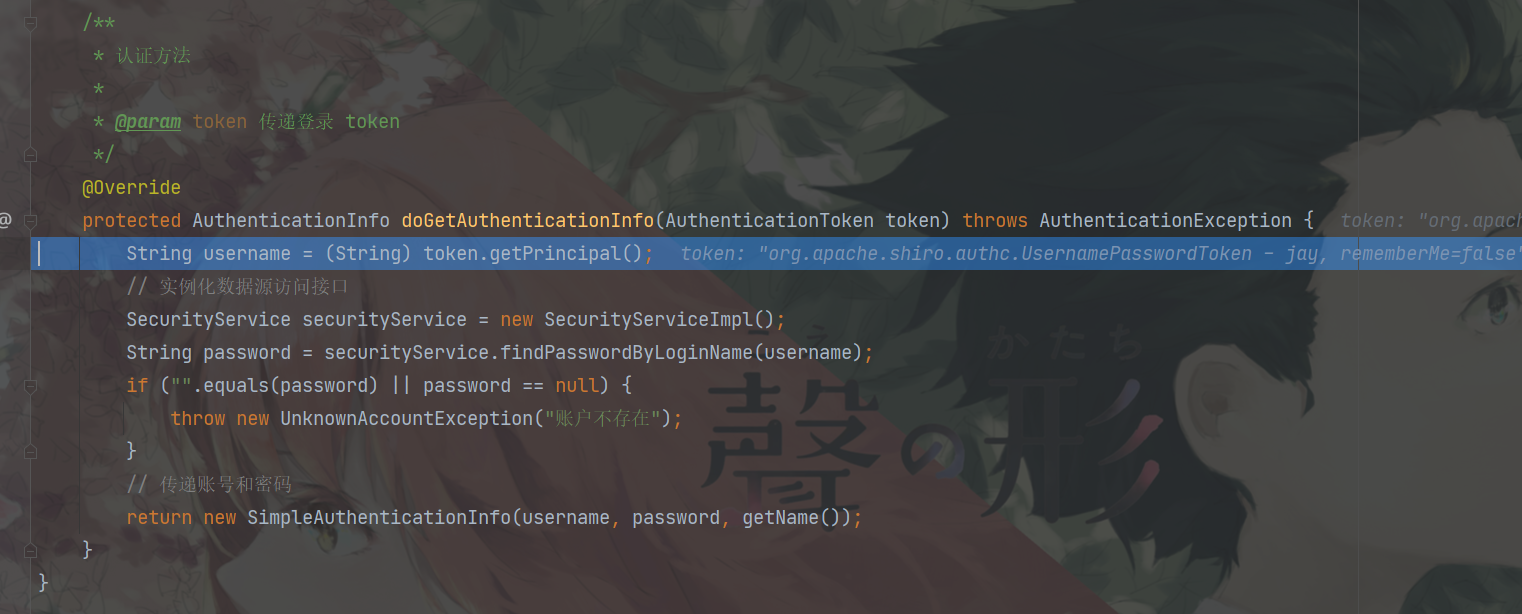 /**
* 认证方法
*
* @param token 传递登录 token
*/
@Override
@
protected AuthenticationInfo doGetAuthenticationInfo(AuthenticationToken token) throws AuthenticationException { token: "org.apach
String username = (String) token.getPrincipal(); token: "org.apache.shiro.authc.UsernamePasswordToken - jay, rememberMe=false"
// 实例化数据源访问接口
SecurityService securityService = new SecurityServiceImpl();
String password = securityService.findPasswordByLoginName(username);
かたち
if ("".equals(password) || password == null) {
throw new UnknownAccountException("账户不存在");
聲の形
}
// 传递账号和密码
return new SimpleAuthenticationInfo(username, password, getName());
}
}